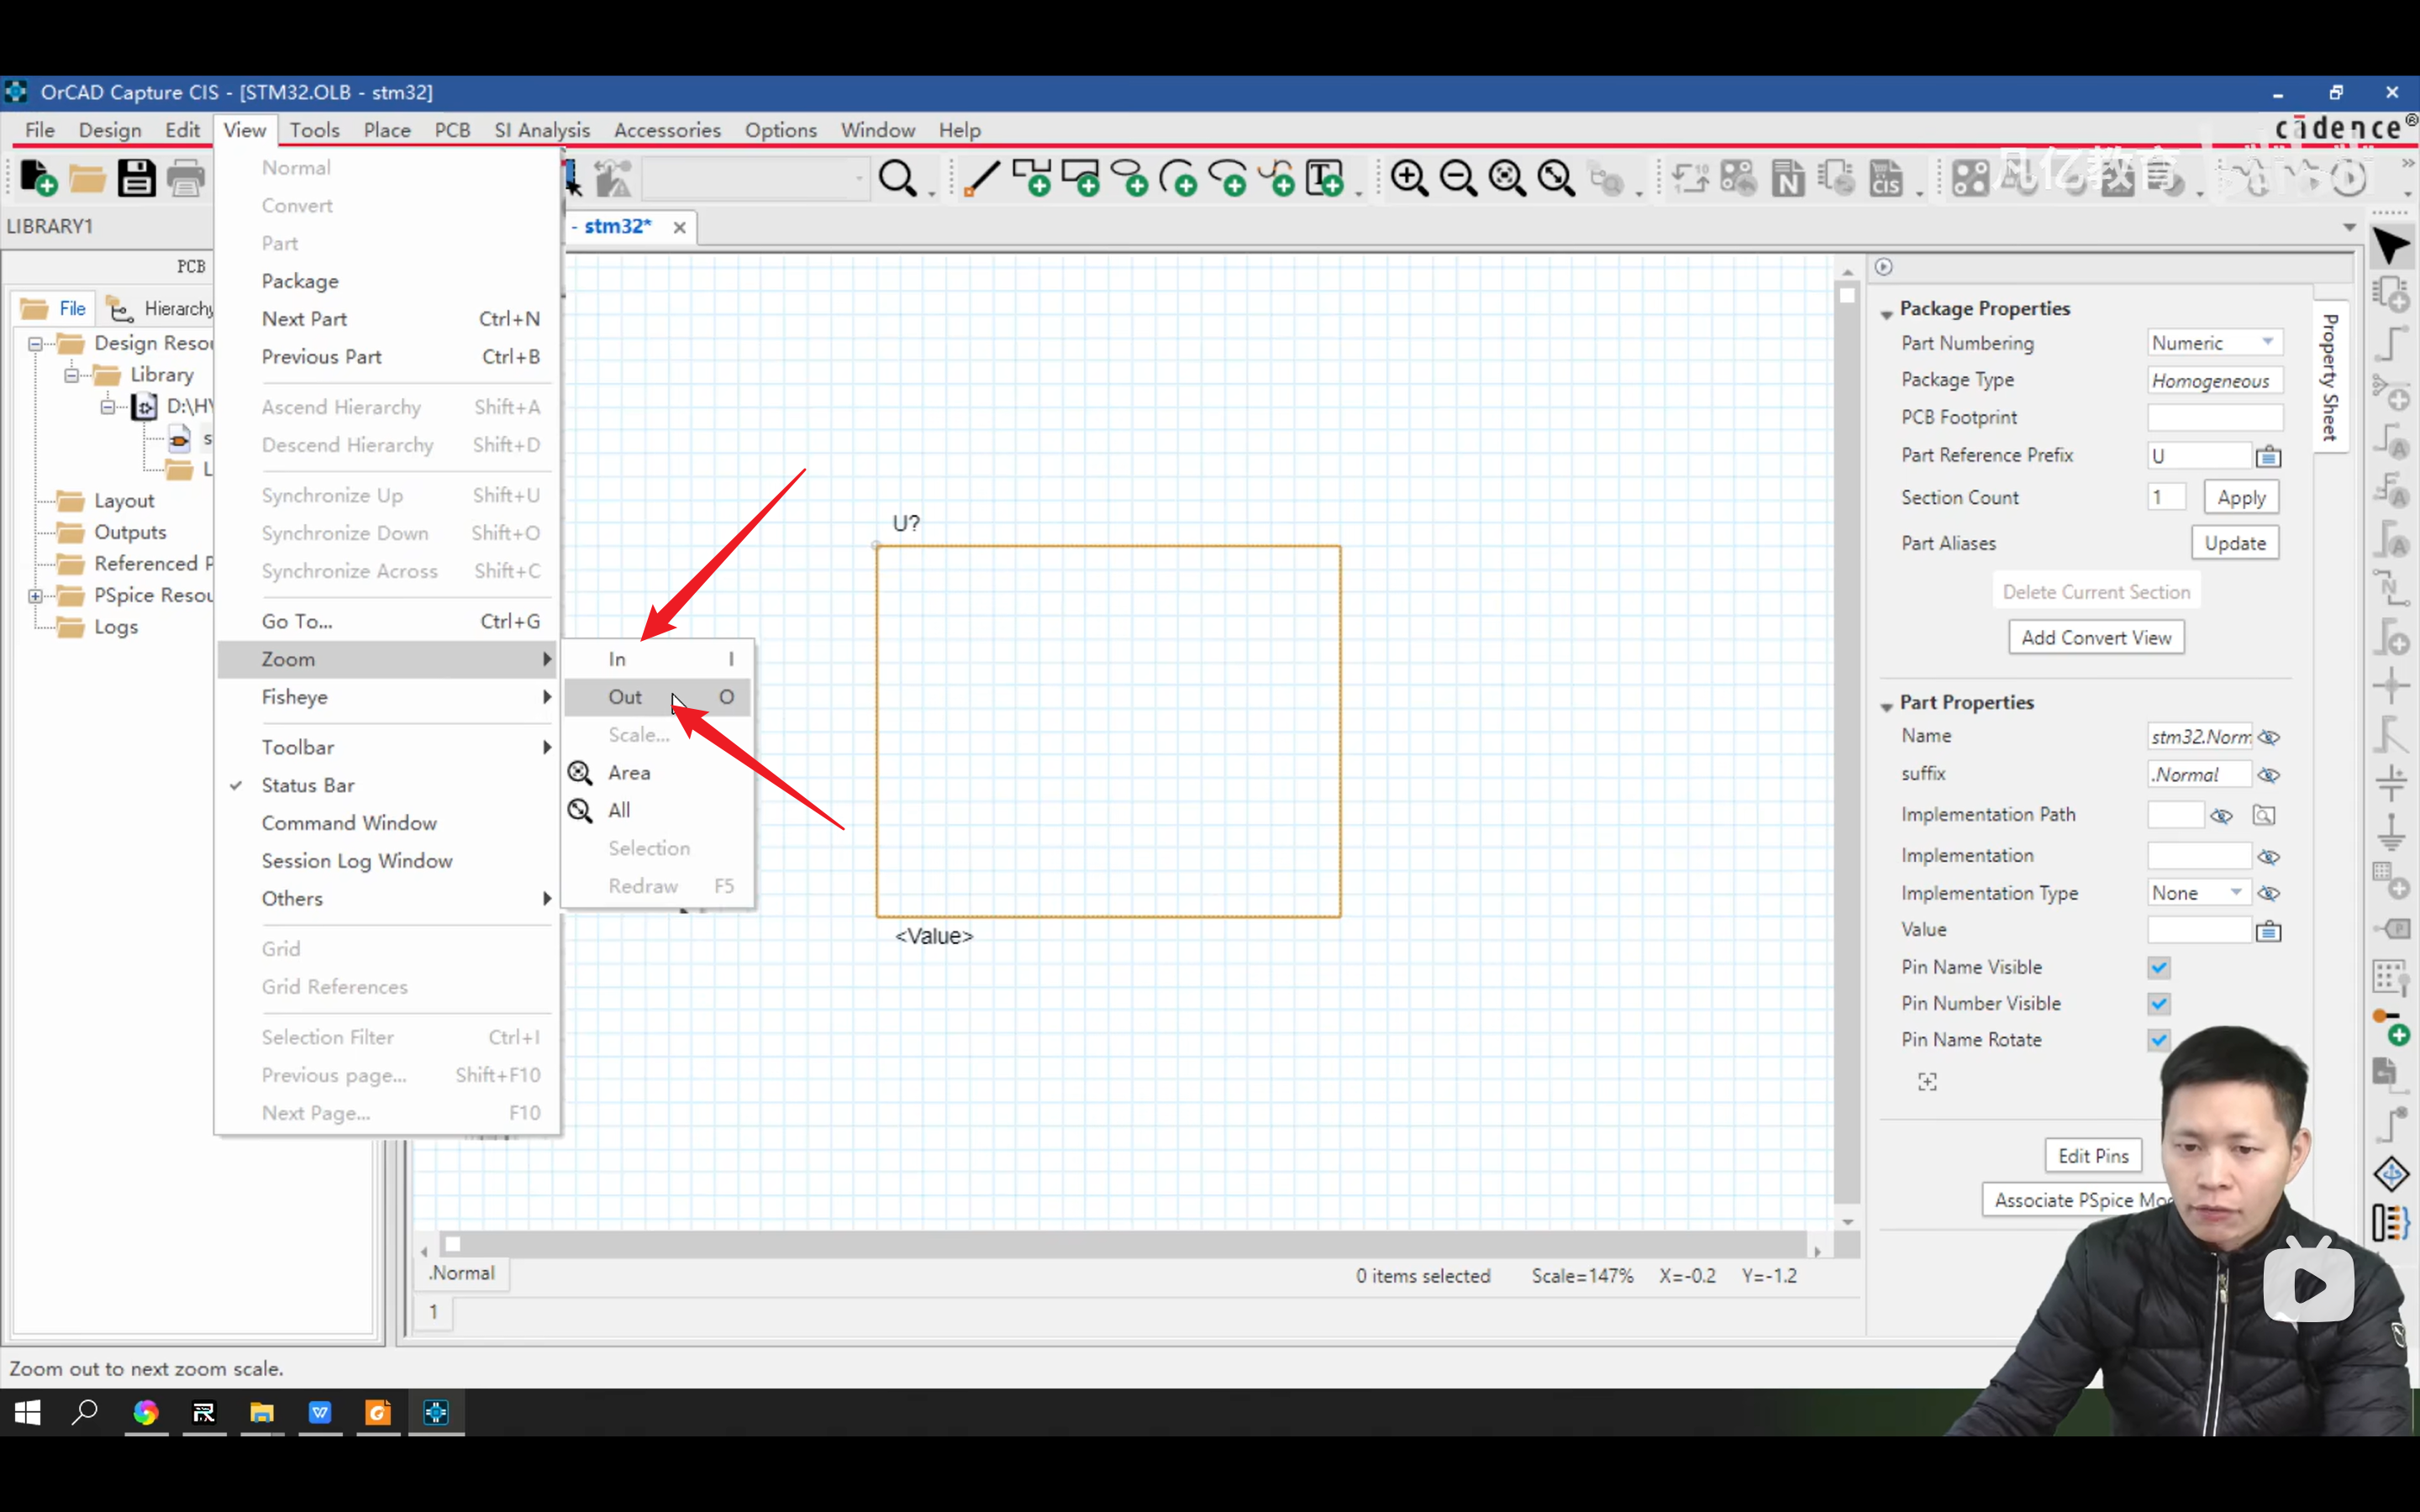 OrCAD Capture CIS - [STM32.OLB - stm32]
File Design Edit View Tools Place PCB SI Analysis Accessories Options Window Help
cādence®
凡亿教育
LIBRARY1
- stm32*
PCB
File Hierarchy
Design Resou
Library
D:\HW
s
L
Layout
Outputs
Referenced P
PSpice Resou
Logs
Normal
Convert
Part
Package
Next Part Ctrl+N
Previous Part Ctrl+B
Ascend Hierarchy Shift+A
Descend Hierarchy Shift+D
Synchronize Up Shift+U
Synchronize Down Shift+O
Synchronize Across Shift+C
Go To... Ctrl+G
Zoom
Fisheye
Toolbar
Status Bar
Command Window
Session Log Window
Others
Grid
Grid References
Selection Filter Ctrl+I
Previous page... Shift+F10
Next Page... F10
In I
Out O
Scale...
Area
All
Selection
Redraw F5
U?
<Value>
Package Properties
Part Numbering Numeric
Package Type Homogeneous
PCB Footprint
Part Reference Prefix U
Section Count 1 Apply
Part Aliases Update
Delete Current Section
Add Convert View
Part Properties
Name stm32.Norm
suffix .Normal
Implementation Path
Implementation
Implementation Type None
Value
Pin Name Visible
Pin Number Visible
Pin Name Rotate
Edit Pins
Associate PSpice Mod
Property Sheet
.Normal
0 items selected Scale=147% X=-0.2 Y=-1.2
1
Zoom out to next zoom scale.